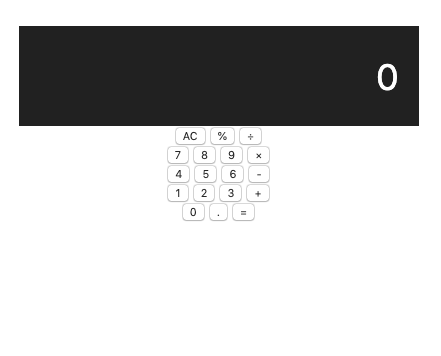 0
AC % ÷
7 8 9 ×
4 5 6 -
1 2 3 +
0 . =